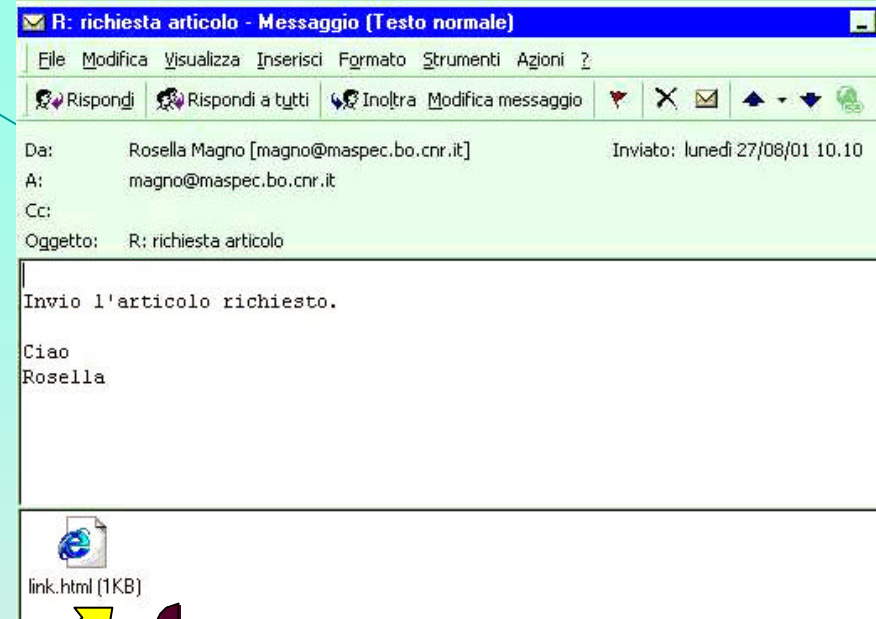 R: richiesta articolo - Messaggio (Testo normale)
File Modifica Visualizza Inserisci Formato Strumenti Azioni ?
Rispondi Rispondi a tutti Inoltra Modifica messaggio
Da: Rosella Magno [magno@maspec.bo.cnr.it] Inviato: lunedì 27/08/01 10.10
A: magno@maspec.bo.cnr.it
Cc:
Oggetto: R: richiesta articolo
Invio l'articolo richiesto.
Ciao
Rosella
link.html (1KB)